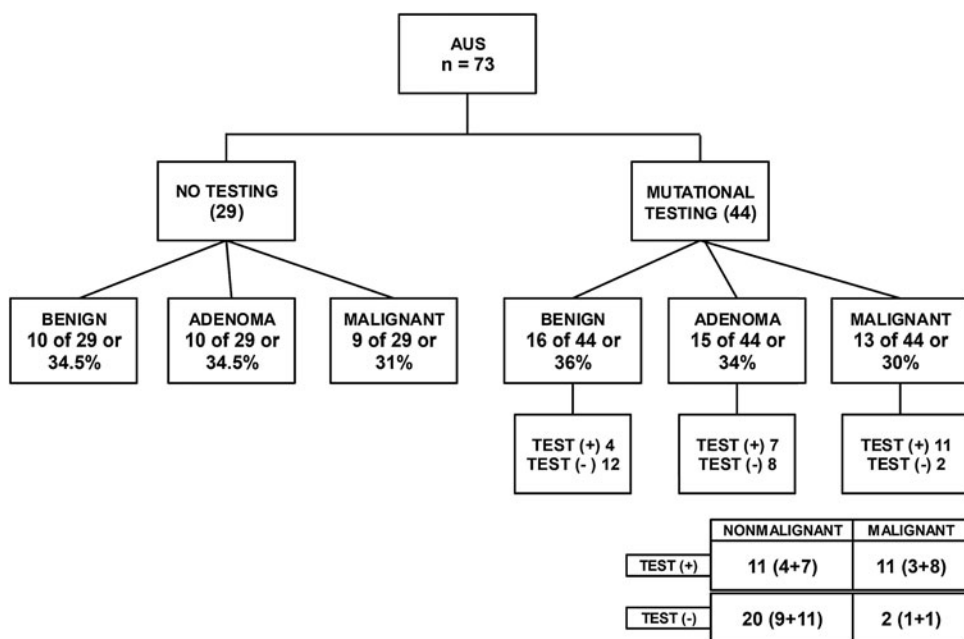 AUS
n = 73
NO TESTING
(29)
MUTATIONAL
TESTING (44)
BENIGN
10 of 29 or
34.5%
ADENOMA
10 of 29 or
34.5%
MALIGNANT
9 of 29 or
31%
BENIGN
16 of 44 or
36%
ADENOMA
15 of 44 or
34%
MALIGNANT
13 of 44 or
30%
TEST (+) 4
TEST (- ) 12
TEST (+) 7
TEST (-) 8
TEST (+) 11
TEST (-) 2
NONMALIGNANT MALIGNANT
TEST (+) 11 (4+7) 11 (3+8)
TEST (-) 20 (9+11) 2 (1+1)